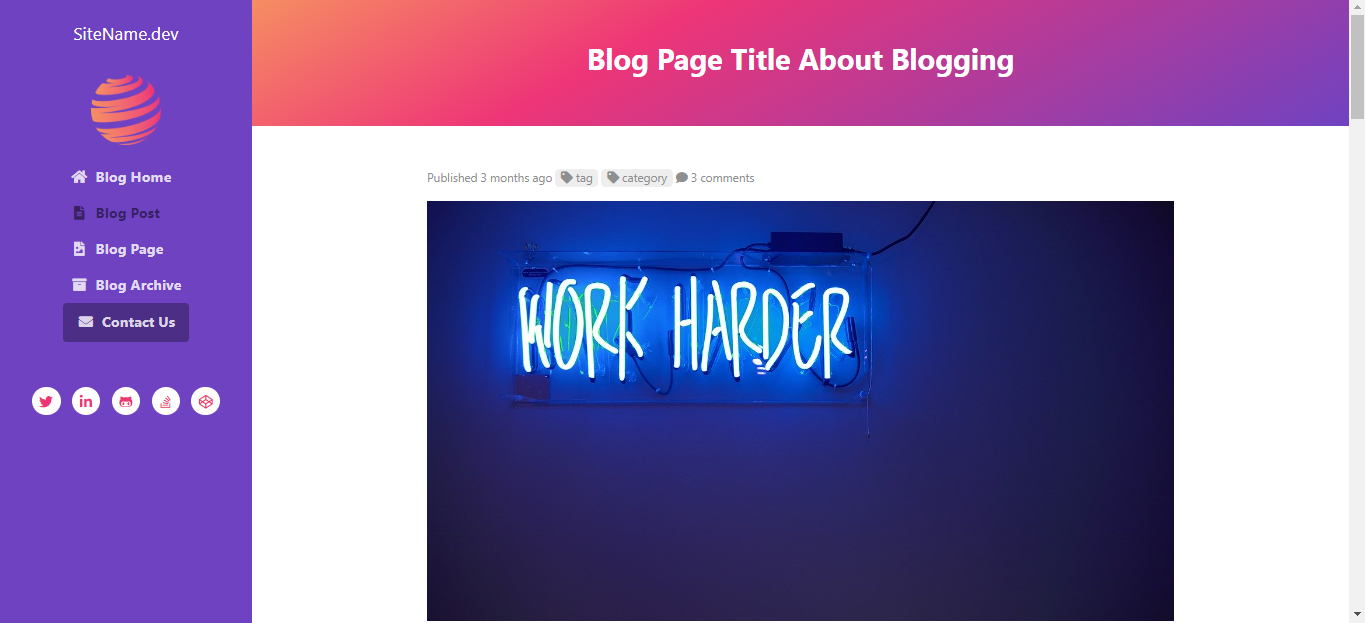 SiteName.dev
Blog Home
Blog Post
Blog Page
Blog Archive
Contact Us
Blog Page Title About Blogging
Published 3 months ago tag category 3 comments
WORK HARDER